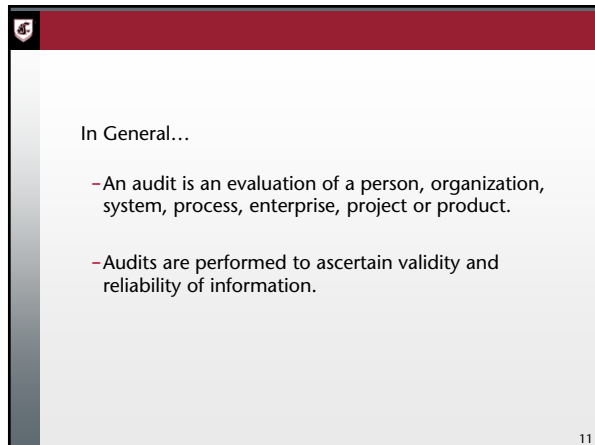 In General…
–An audit is an evaluation of a person, organization,
system, process, enterprise, project or product.
–Audits are performed to ascertain validity and
reliability of information.
11